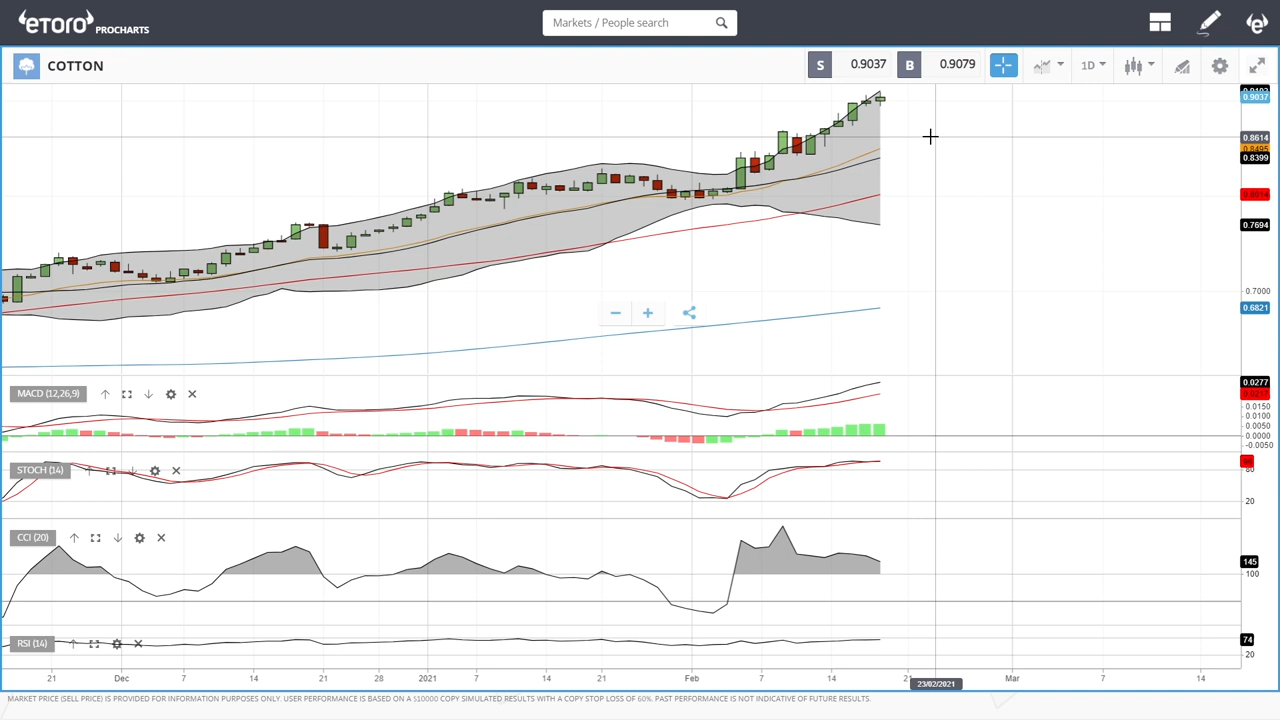 eToro PROCHARTS
Markets / People search
COTTON
S 0.9037 B 0.9079
1D
0.9037
0.8614
0.8495
0.8399
0.7694
0.7000
0.6821
MACD (12,26,9)
0.0277
0.0150
0.0100
0.0050
0.0000
-0.0050
STOCH (14)
80
20
CCI (20)
145
100
RSI (14)
74
20
21 Dec 7 14 21 28 2021 7 14 21 Feb 7 14 21 Mar 7 14
23/02/2021
MARKET PRICE (SELL PRICE) IS PROVIDED FOR INFORMATION PURPOSES ONLY. USER PERFORMANCE IS BASED ON A $10000 COPY SIMULATED RESULTS WITH A COPY STOP LOSS OF 60%. PAST PERFORMANCE IS NOT INDICATIVE OF FUTURE RESULTS.